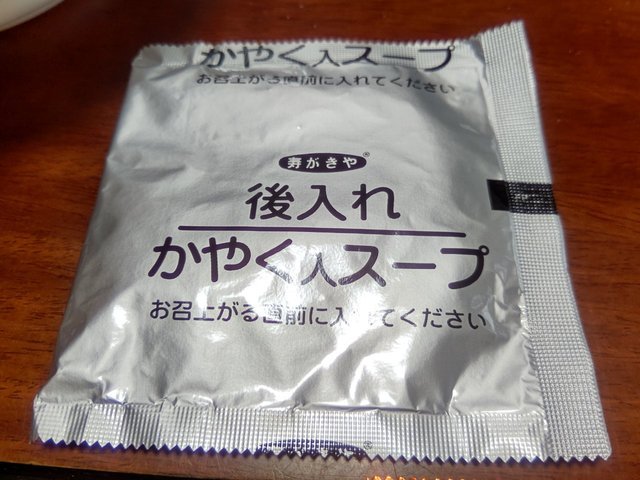 かやく入スープ
お召上がる直前に入れてください
寿がきや®
後入れ
かやく入スープ
お召上がる直前に入れてください